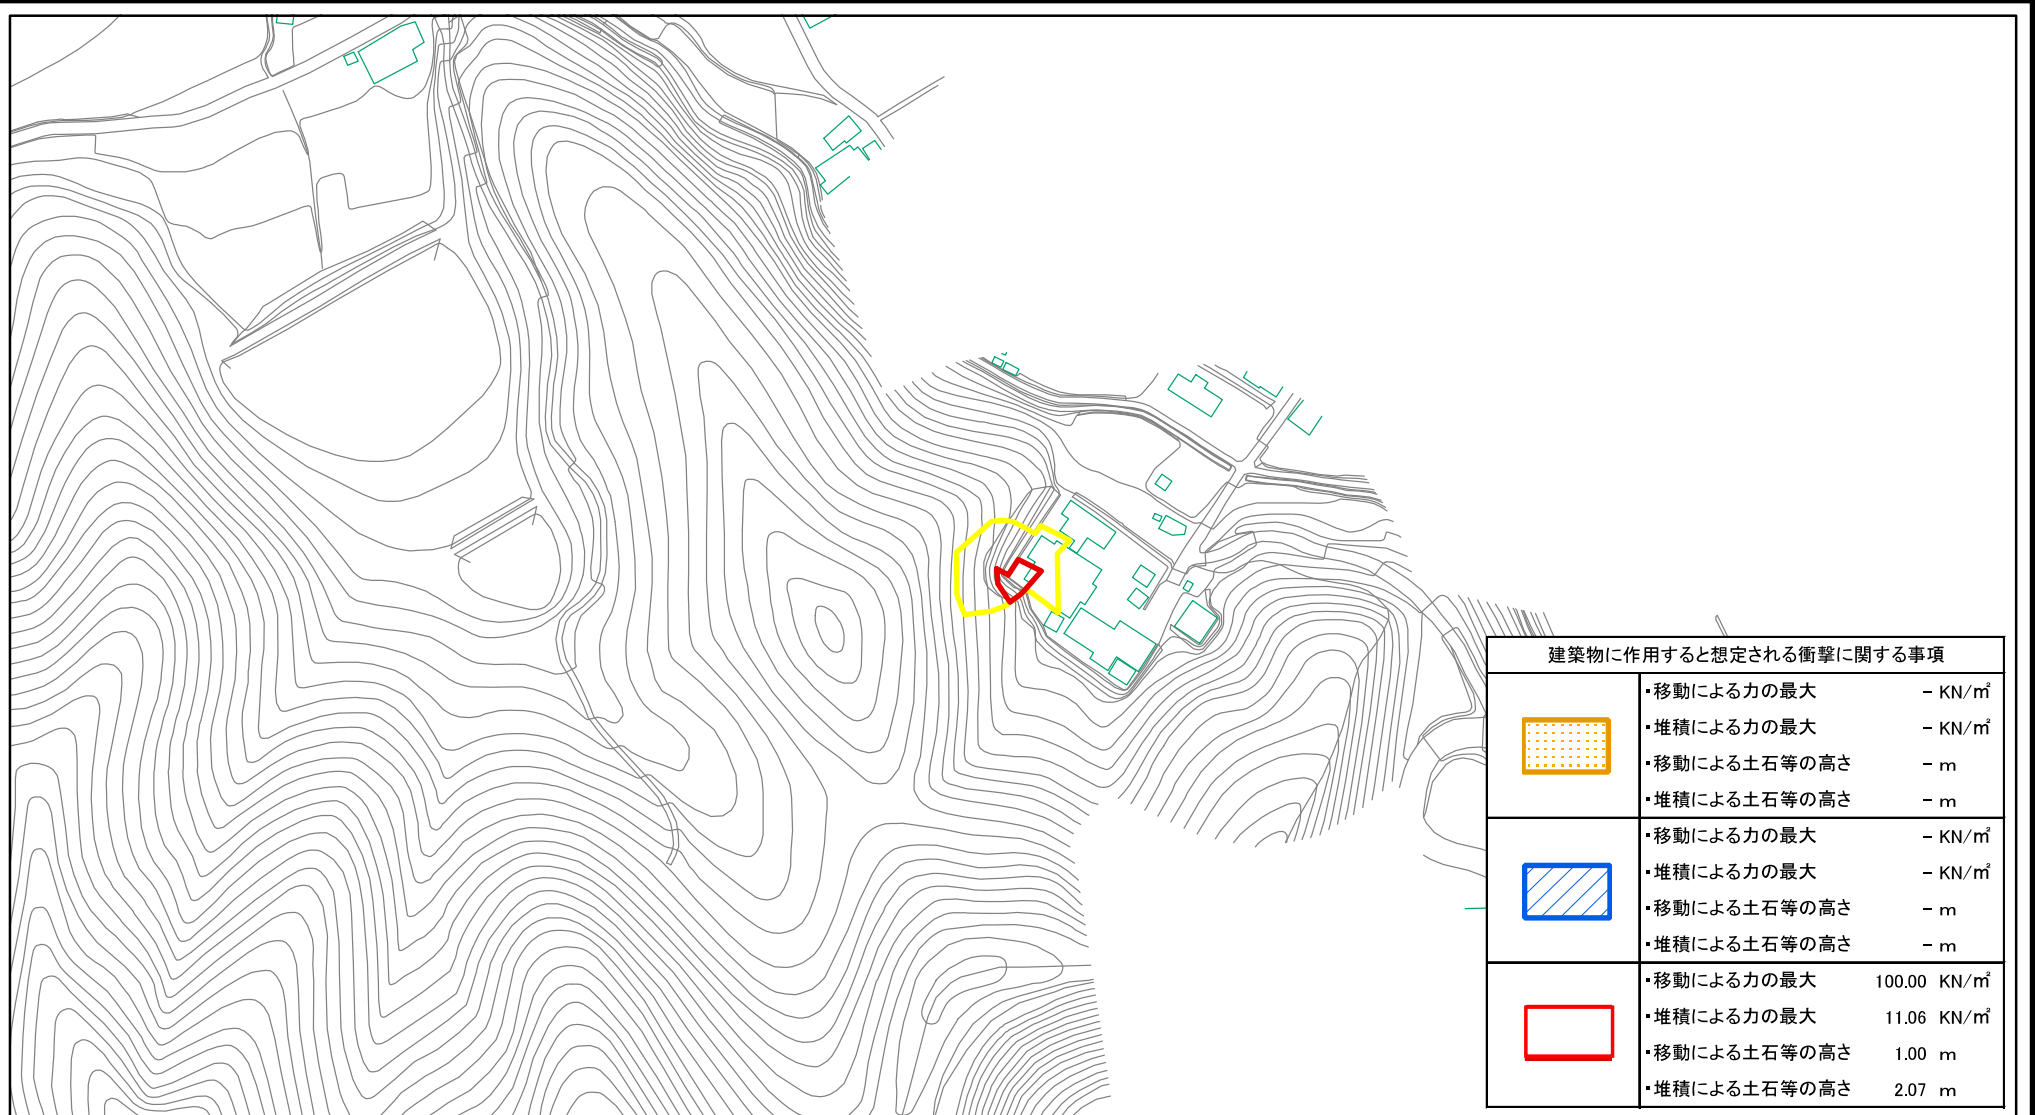 建築物に作用すると想定される衝撃に関する事項
・移動による力の最大 － KN/㎡
・堆積による力の最大 － KN/㎡
・移動による土石等の高さ － m
・堆積による土石等の高さ － m
・移動による力の最大 － KN/㎡
・堆積による力の最大 － KN/㎡
・移動による土石等の高さ － m
・堆積による土石等の高さ － m
・移動による力の最大 100.00 KN/㎡
・堆積による力の最大 11.06 KN/㎡
・移動による土石等の高さ 1.00 m
・堆積による土石等の高さ 2.07 m